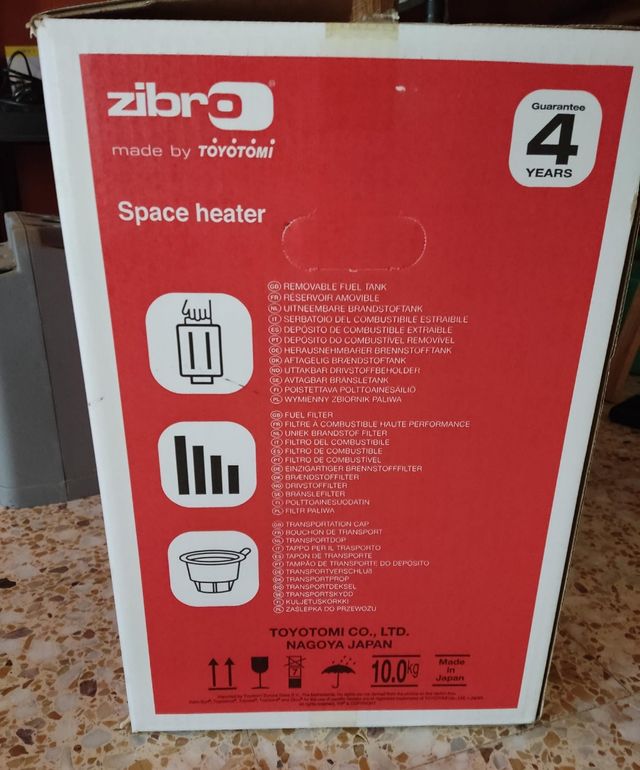 zibro
made by TOYOTOMI
Guarantee
4
YEARS
Space heater
GB REMOVABLE FUEL TANK
FR RÉSERVOIR AMOVIBLE
NL UITNEEMBARE BRANDSTOFTANK
IT SERBATOIO DEL COMBUSTIBILE ESTRAIBILE
ES DEPÓSITO DE COMBUSTIBLE EXTRAIBLE
PT DEPÓSITO DO COMBUSTÍVEL REMOVÍVEL
DE HERAUSNEHMBARER BRENNSTOFFTANK
DK AFTAGELIG BRÆNDSTOFTANK
NO UTTAKBAR DRIVSTOFFBEHOLDER
SE AVTAGBAR BRÄNSLETANK
FI POISTETTAVA POLTTOAINESÄILIÖ
PL WYMIENNY ZBIORNIK PALIWA
GB FUEL FILTER
FR FILTRE À COMBUSTIBLE HAUTE PERFORMANCE
NL UNIEK BRANDSTOF FILTER
IT FILTRO DEL COMBUSTIBILE
ES FILTRO DE COMBUSTIBLE
PT FILTRO DE COMBUSTÍVEL
DE EINZIGARTIGER BRENNSTOFFFILTER
DK BRÆNDSTOFFILTER
NO DRIVSTOFFILTER
SE BRÄNSLEFILTER
FI POLTTOAINESUODATIN
PL FILTR PALIWA
GB TRANSPORTATION CAP
FR BOUCHON DE TRANSPORT
NL TRANSPORTDOP
IT TAPPO PER IL TRASPORTO
ES TAPON DE TRANSPORTE
PT TAMPÃO DE TRANSPORTE DO DEPÓSITO
DE TRANSPORTVERSCHLUß
DK TRANSPORTPROP
NO TRANSPORTDEKSEL
SE TRANSPORTSKYDD
FI KULJETUSKORKKI
PL ZAŚLEPKA DO PRZEWOZU
TOYOTOMI CO., LTD.
NAGOYA JAPAN
7
10.0kg
Made in Japan